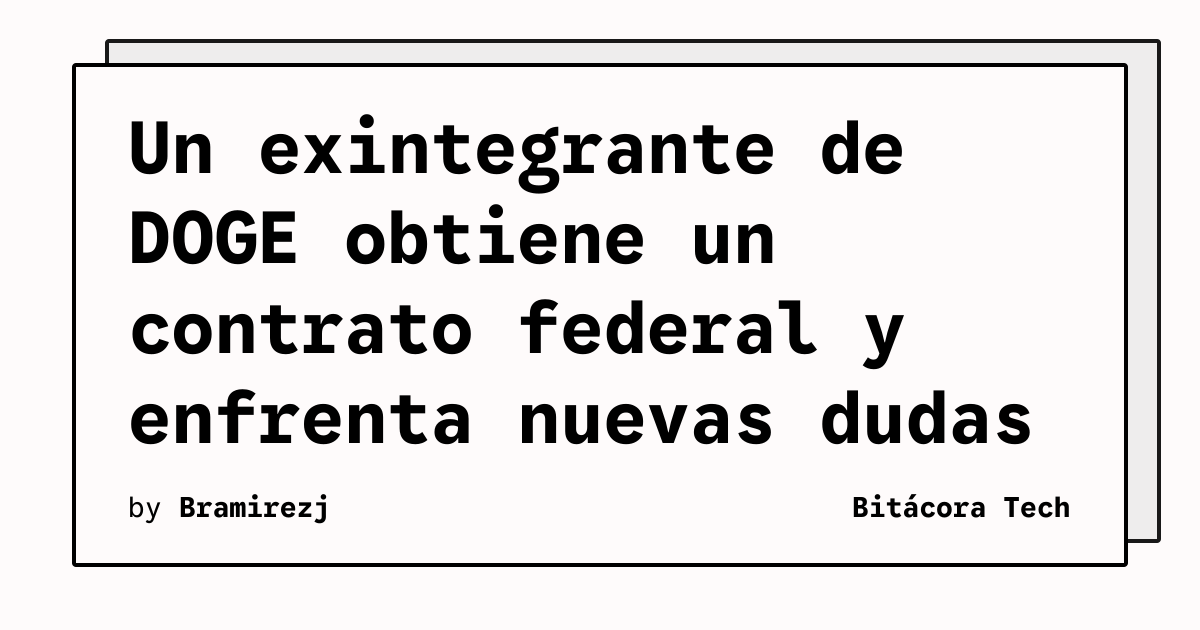 Un exintegrante de
DOGE obtiene un
contrato federal y
enfrenta nuevas dudas
by Bramirezj
Bitácora Tech